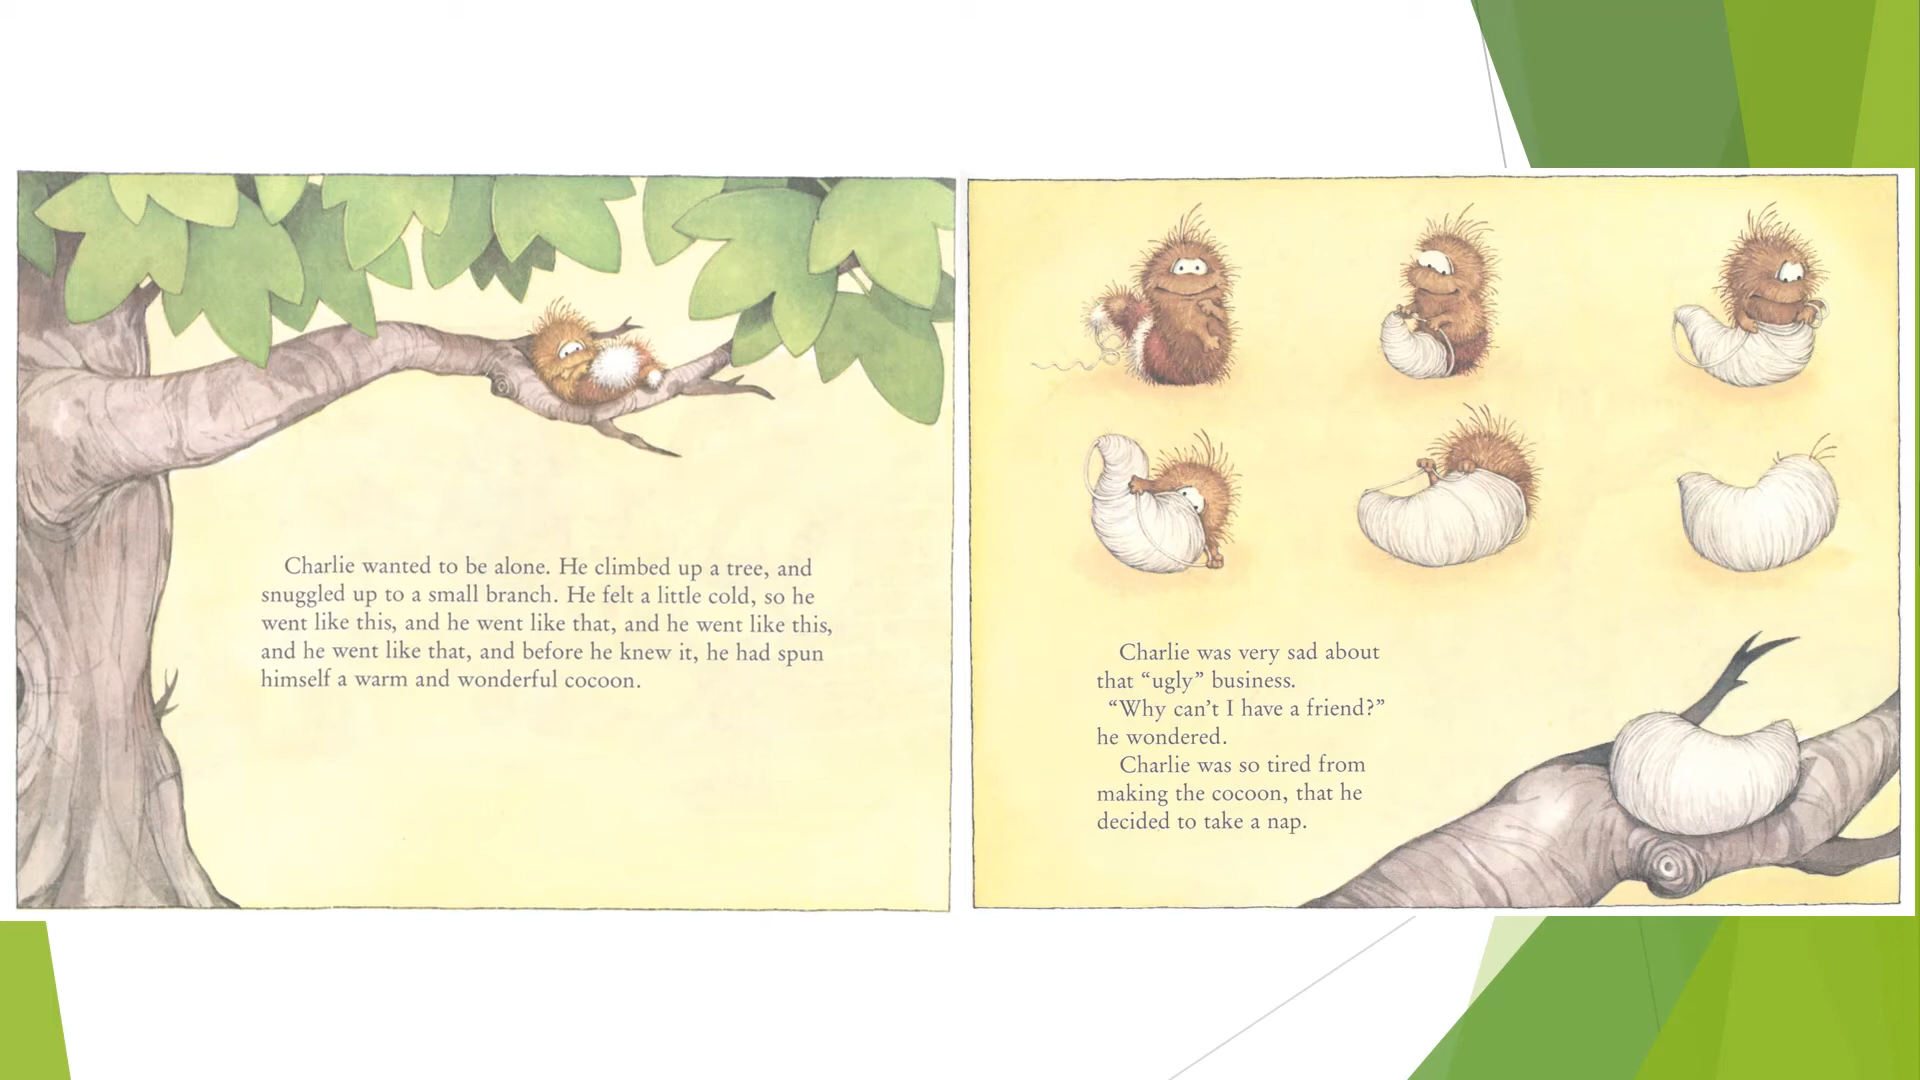 Charlie wanted to be alone. He climbed up a tree, and
snuggled up to a small branch. He felt a little cold, so he
went like this, and he went like that, and he went like this,
and he went like that, and before he knew it, he had spun
himself a warm and wonderful cocoon.
Charlie was very sad about
that “ugly” business.
“Why can’t I have a friend?”
he wondered.
Charlie was so tired from
making the cocoon, that he
decided to take a nap.